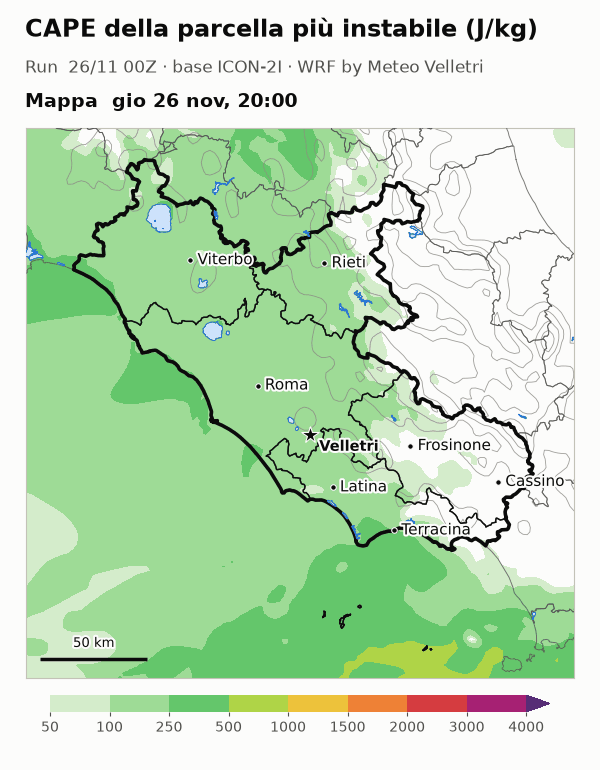 CAPE della parcella più instabile (J/kg)
Run 26/11 00Z · base ICON-2I · WRF by Meteo Velletri
Mappa gio 26 nov, 20:00
Viterbo
Rieti
Roma
Velletri
Frosinone
Latina
Cassino
Terracina
50 km
50 100 250 500 1000 1500 2000 3000 4000